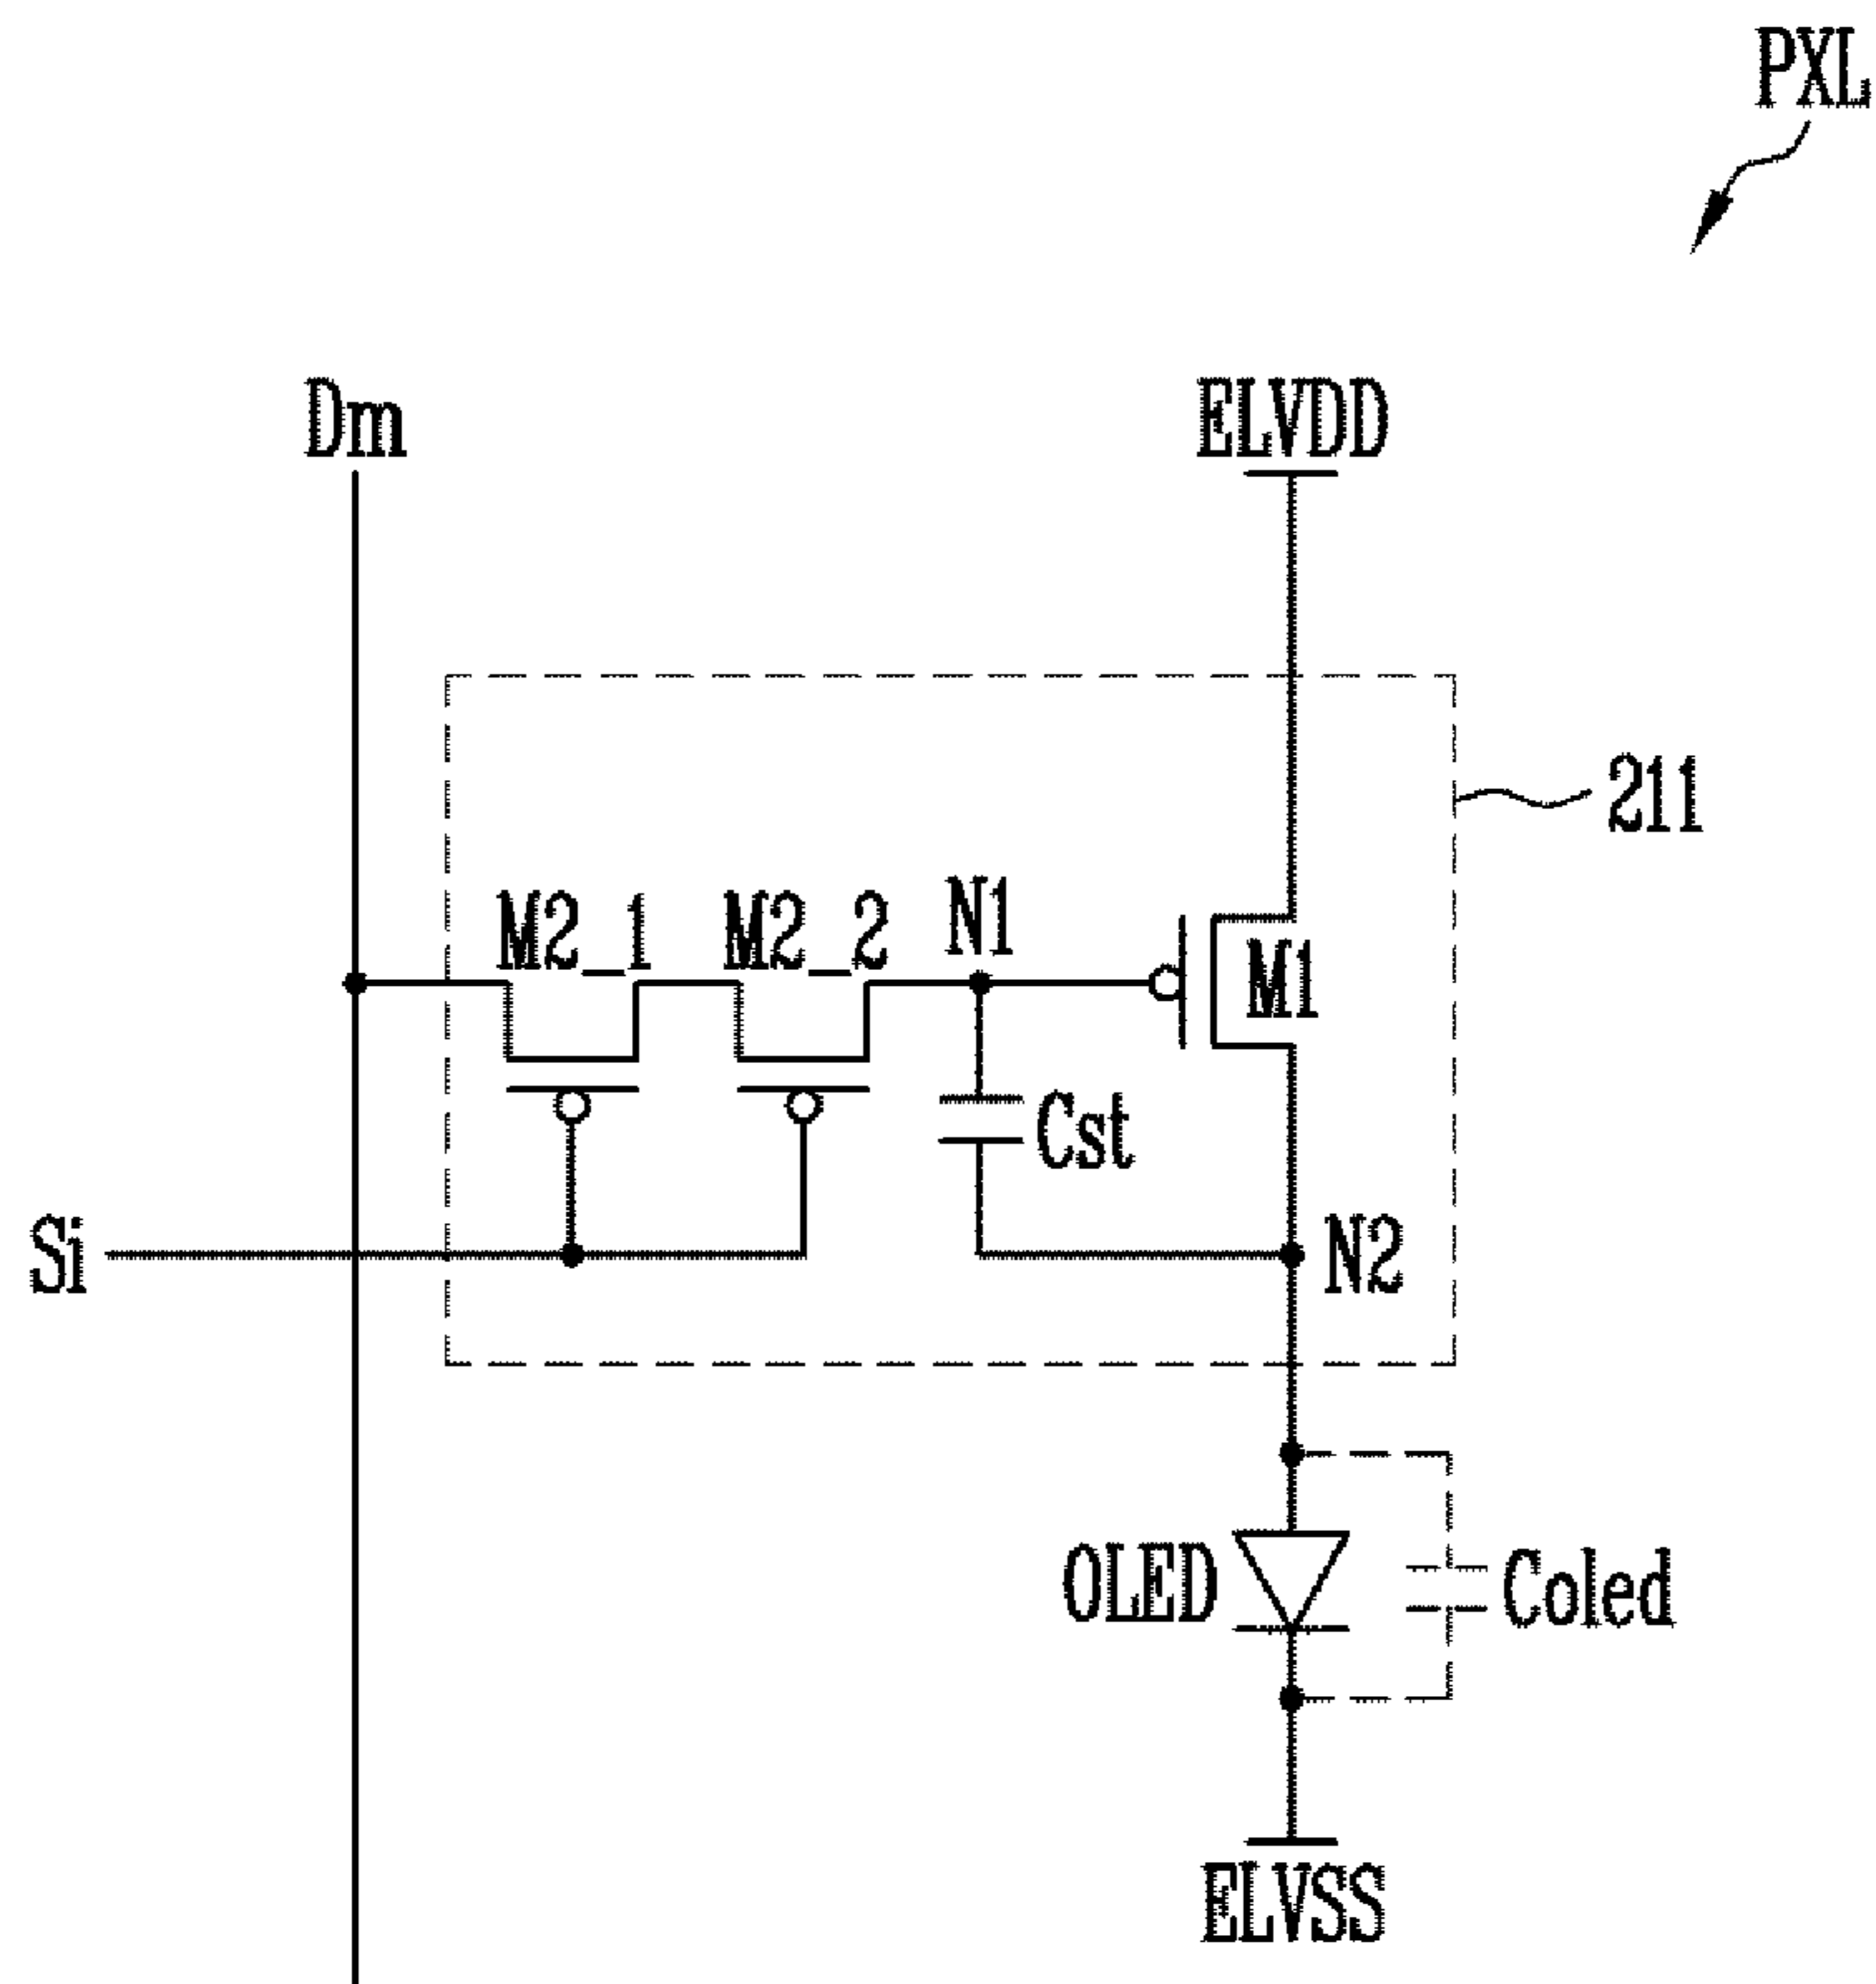 PXL
Dm
ELVDD
211
M2_1
M2_2
N1
M1
Cst
Si
N2
OLED
Coled
ELVSS